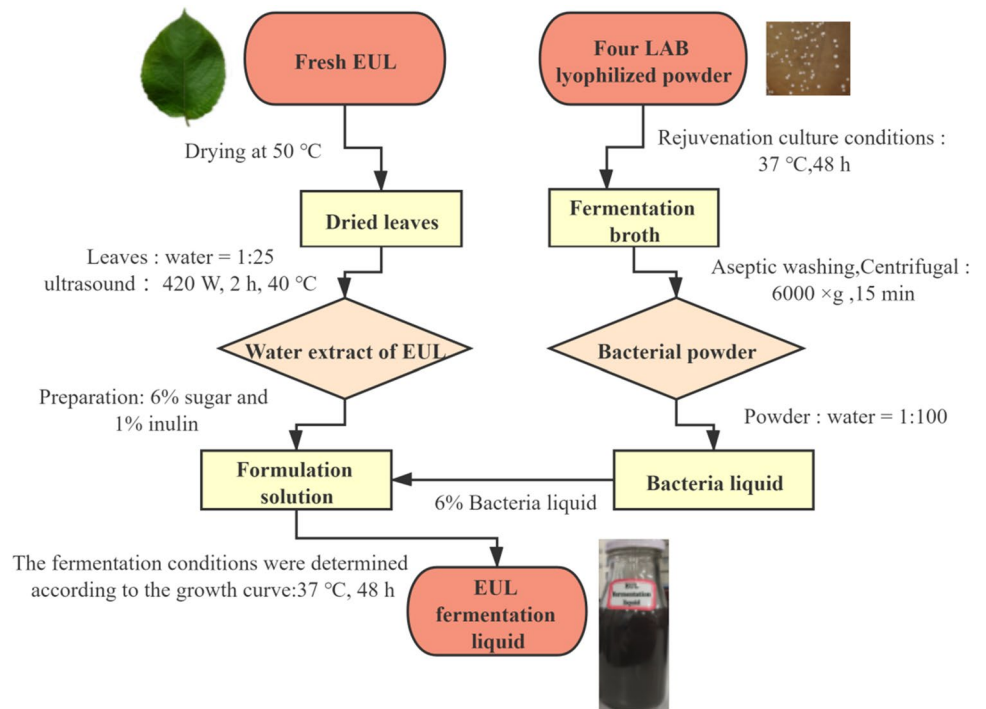 Fresh EUL
Four LAB
lyophilized powder
Drying at 50 ℃
Rejuvenation culture conditions :
37 ℃,48 h
Dried leaves
Fermentation
broth
Leaves : water = 1:25
ultrasound： 420 W, 2 h, 40 ℃
Aseptic washing,Centrifugal :
6000 ×g ,15 min
Water extract of EUL
Bacterial powder
Preparation: 6% sugar and
1% inulin
Powder : water = 1:100
Formulation
solution
Bacteria liquid
6% Bacteria liquid
The fermentation conditions were determined
according to the growth curve:37 ℃, 48 h
EUL
fermentation
liquid
EUL
fermentation
liquid